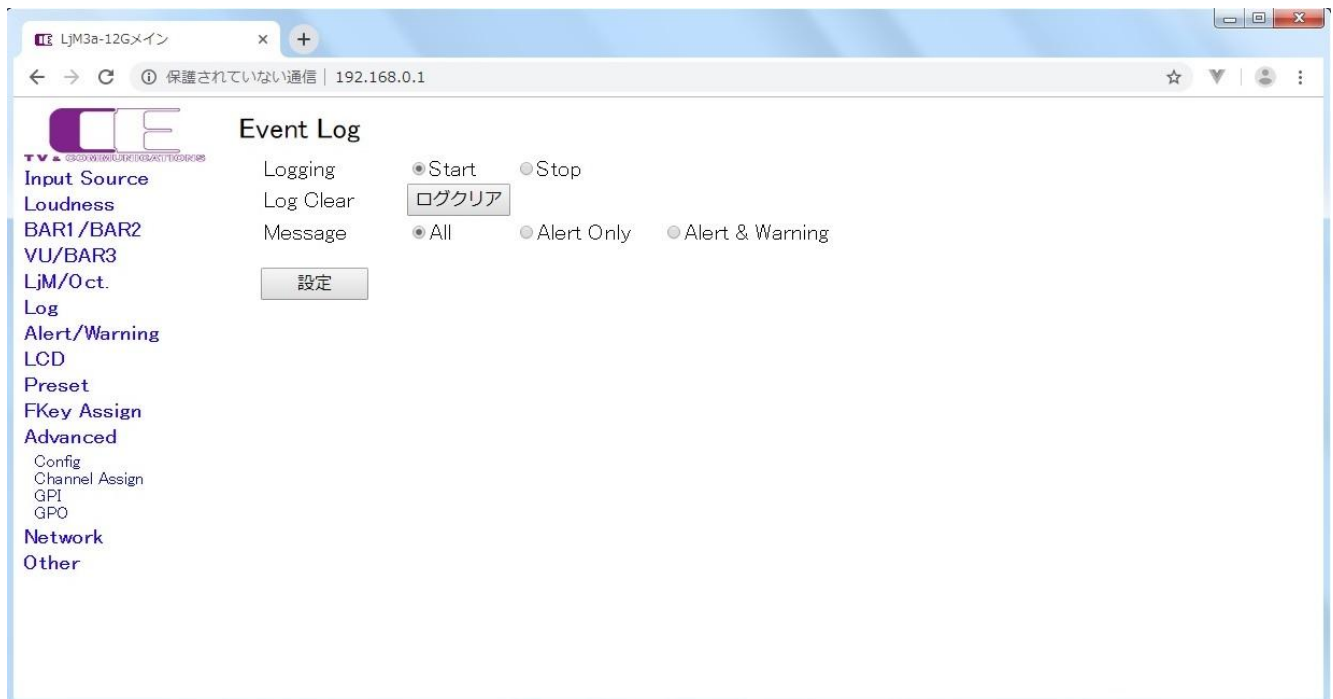 LjM3a-12Gメイン
保護されていない通信 | 192.168.0.1
CIE
TV & COMMUNICATIONS
Input Source
Loudness
BAR1/BAR2
VU/BAR3
LjM/Oct.
Log
Alert/Warning
LCD
Preset
FKey Assign
Advanced
Config
Channel Assign
GPI
GPO
Network
Other
Event Log
Logging Start Stop
Log Clear ログクリア
Message All Alert Only Alert & Warning
設定